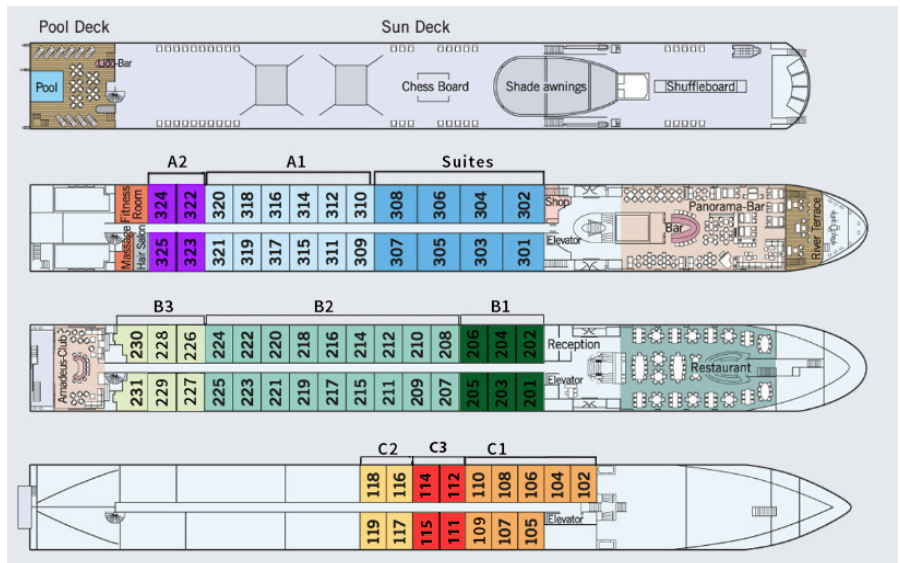 Pool Deck
Sun Deck
Lido-Bar
Pool
Chess Board
Shade awnings
Shuffleboard
A2 A1 Suites
Fitness Room
324 322 320 318 316 314 312 310 308 306 304 302
Shop
Panorama-Bar
Bar
River Terrace
Massage
Hair Salon
325 323 321 319 317 315 311 309 307 305 303 301
Elevator
B3 B2 B1
Amadeus-Club
230 228 226 224 222 220 218 216 214 212 210 208 206 204 202
Reception
Restaurant
231 229 227 225 223 221 219 217 215 211 209 207 205 203 201
Elevator
C2 C3 C1
118 116 114 112 110 108 106 104 102
119 117 115 111 109 107 105
Elevator